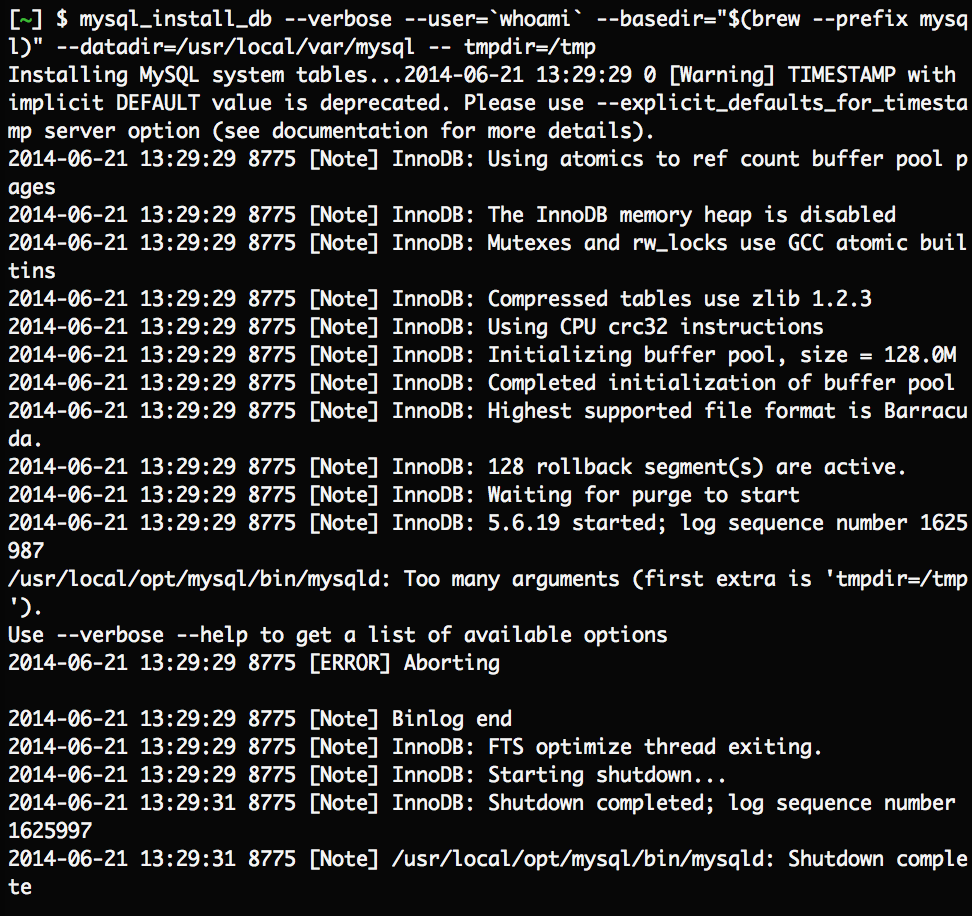 [~] $ mysql_install_db --verbose --user=`whoami` --basedir="$(brew --prefix mysq
l)" --datadir=/usr/local/var/mysql -- tmpdir=/tmp
Installing MySQL system tables...2014-06-21 13:29:29 0 [Warning] TIMESTAMP with
implicit DEFAULT value is deprecated. Please use --explicit_defaults_for_timesta
mp server option (see documentation for more details).
2014-06-21 13:29:29 8775 [Note] InnoDB: Using atomics to ref count buffer pool p
ages
2014-06-21 13:29:29 8775 [Note] InnoDB: The InnoDB memory heap is disabled
2014-06-21 13:29:29 8775 [Note] InnoDB: Mutexes and rw_locks use GCC atomic buil
tins
2014-06-21 13:29:29 8775 [Note] InnoDB: Compressed tables use zlib 1.2.3
2014-06-21 13:29:29 8775 [Note] InnoDB: Using CPU crc32 instructions
2014-06-21 13:29:29 8775 [Note] InnoDB: Initializing buffer pool, size = 128.0M
2014-06-21 13:29:29 8775 [Note] InnoDB: Completed initialization of buffer pool
2014-06-21 13:29:29 8775 [Note] InnoDB: Highest supported file format is Barracu
da.
2014-06-21 13:29:29 8775 [Note] InnoDB: 128 rollback segment(s) are active.
2014-06-21 13:29:29 8775 [Note] InnoDB: Waiting for purge to start
2014-06-21 13:29:29 8775 [Note] InnoDB: 5.6.19 started; log sequence number 1625
987
/usr/local/opt/mysql/bin/mysqld: Too many arguments (first extra is 'tmpdir=/tmp
').
Use --verbose --help to get a list of available options
2014-06-21 13:29:29 8775 [ERROR] Aborting

2014-06-21 13:29:29 8775 [Note] Binlog end
2014-06-21 13:29:29 8775 [Note] InnoDB: FTS optimize thread exiting.
2014-06-21 13:29:29 8775 [Note] InnoDB: Starting shutdown...
2014-06-21 13:29:31 8775 [Note] InnoDB: Shutdown completed; log sequence number
1625997
2014-06-21 13:29:31 8775 [Note] /usr/local/opt/mysql/bin/mysqld: Shutdown comple
te